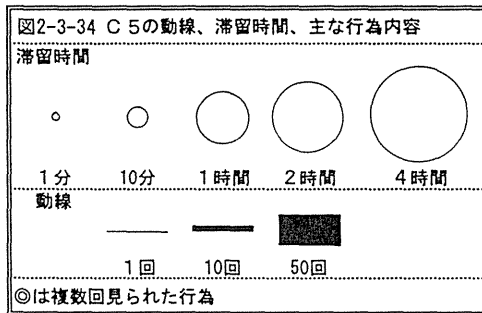 図2-3-34 C5の動線、滞留時間、主な行為内容
滞留時間
1分 10分 1時間 2時間 4時間
動線
1回 10回 50回
◎は複数回見られた行為